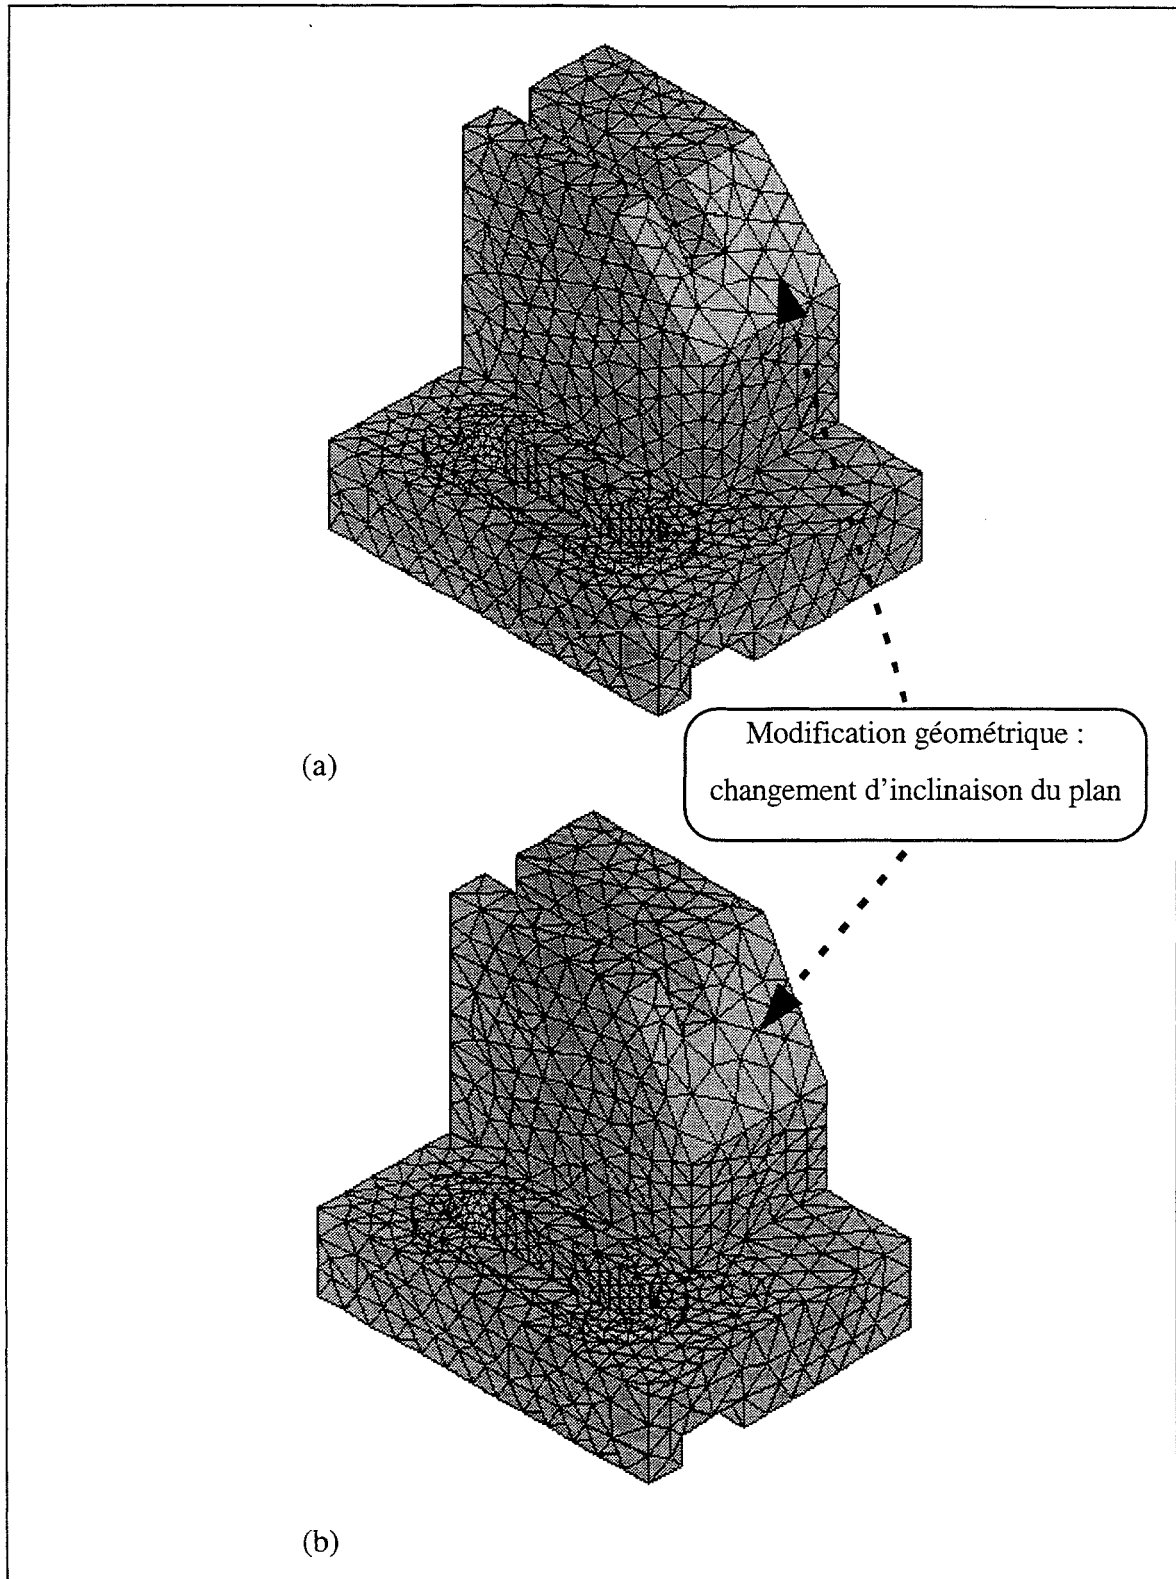 (a)
Modification géométrique :
changement d'inclinaison du plan
(b)